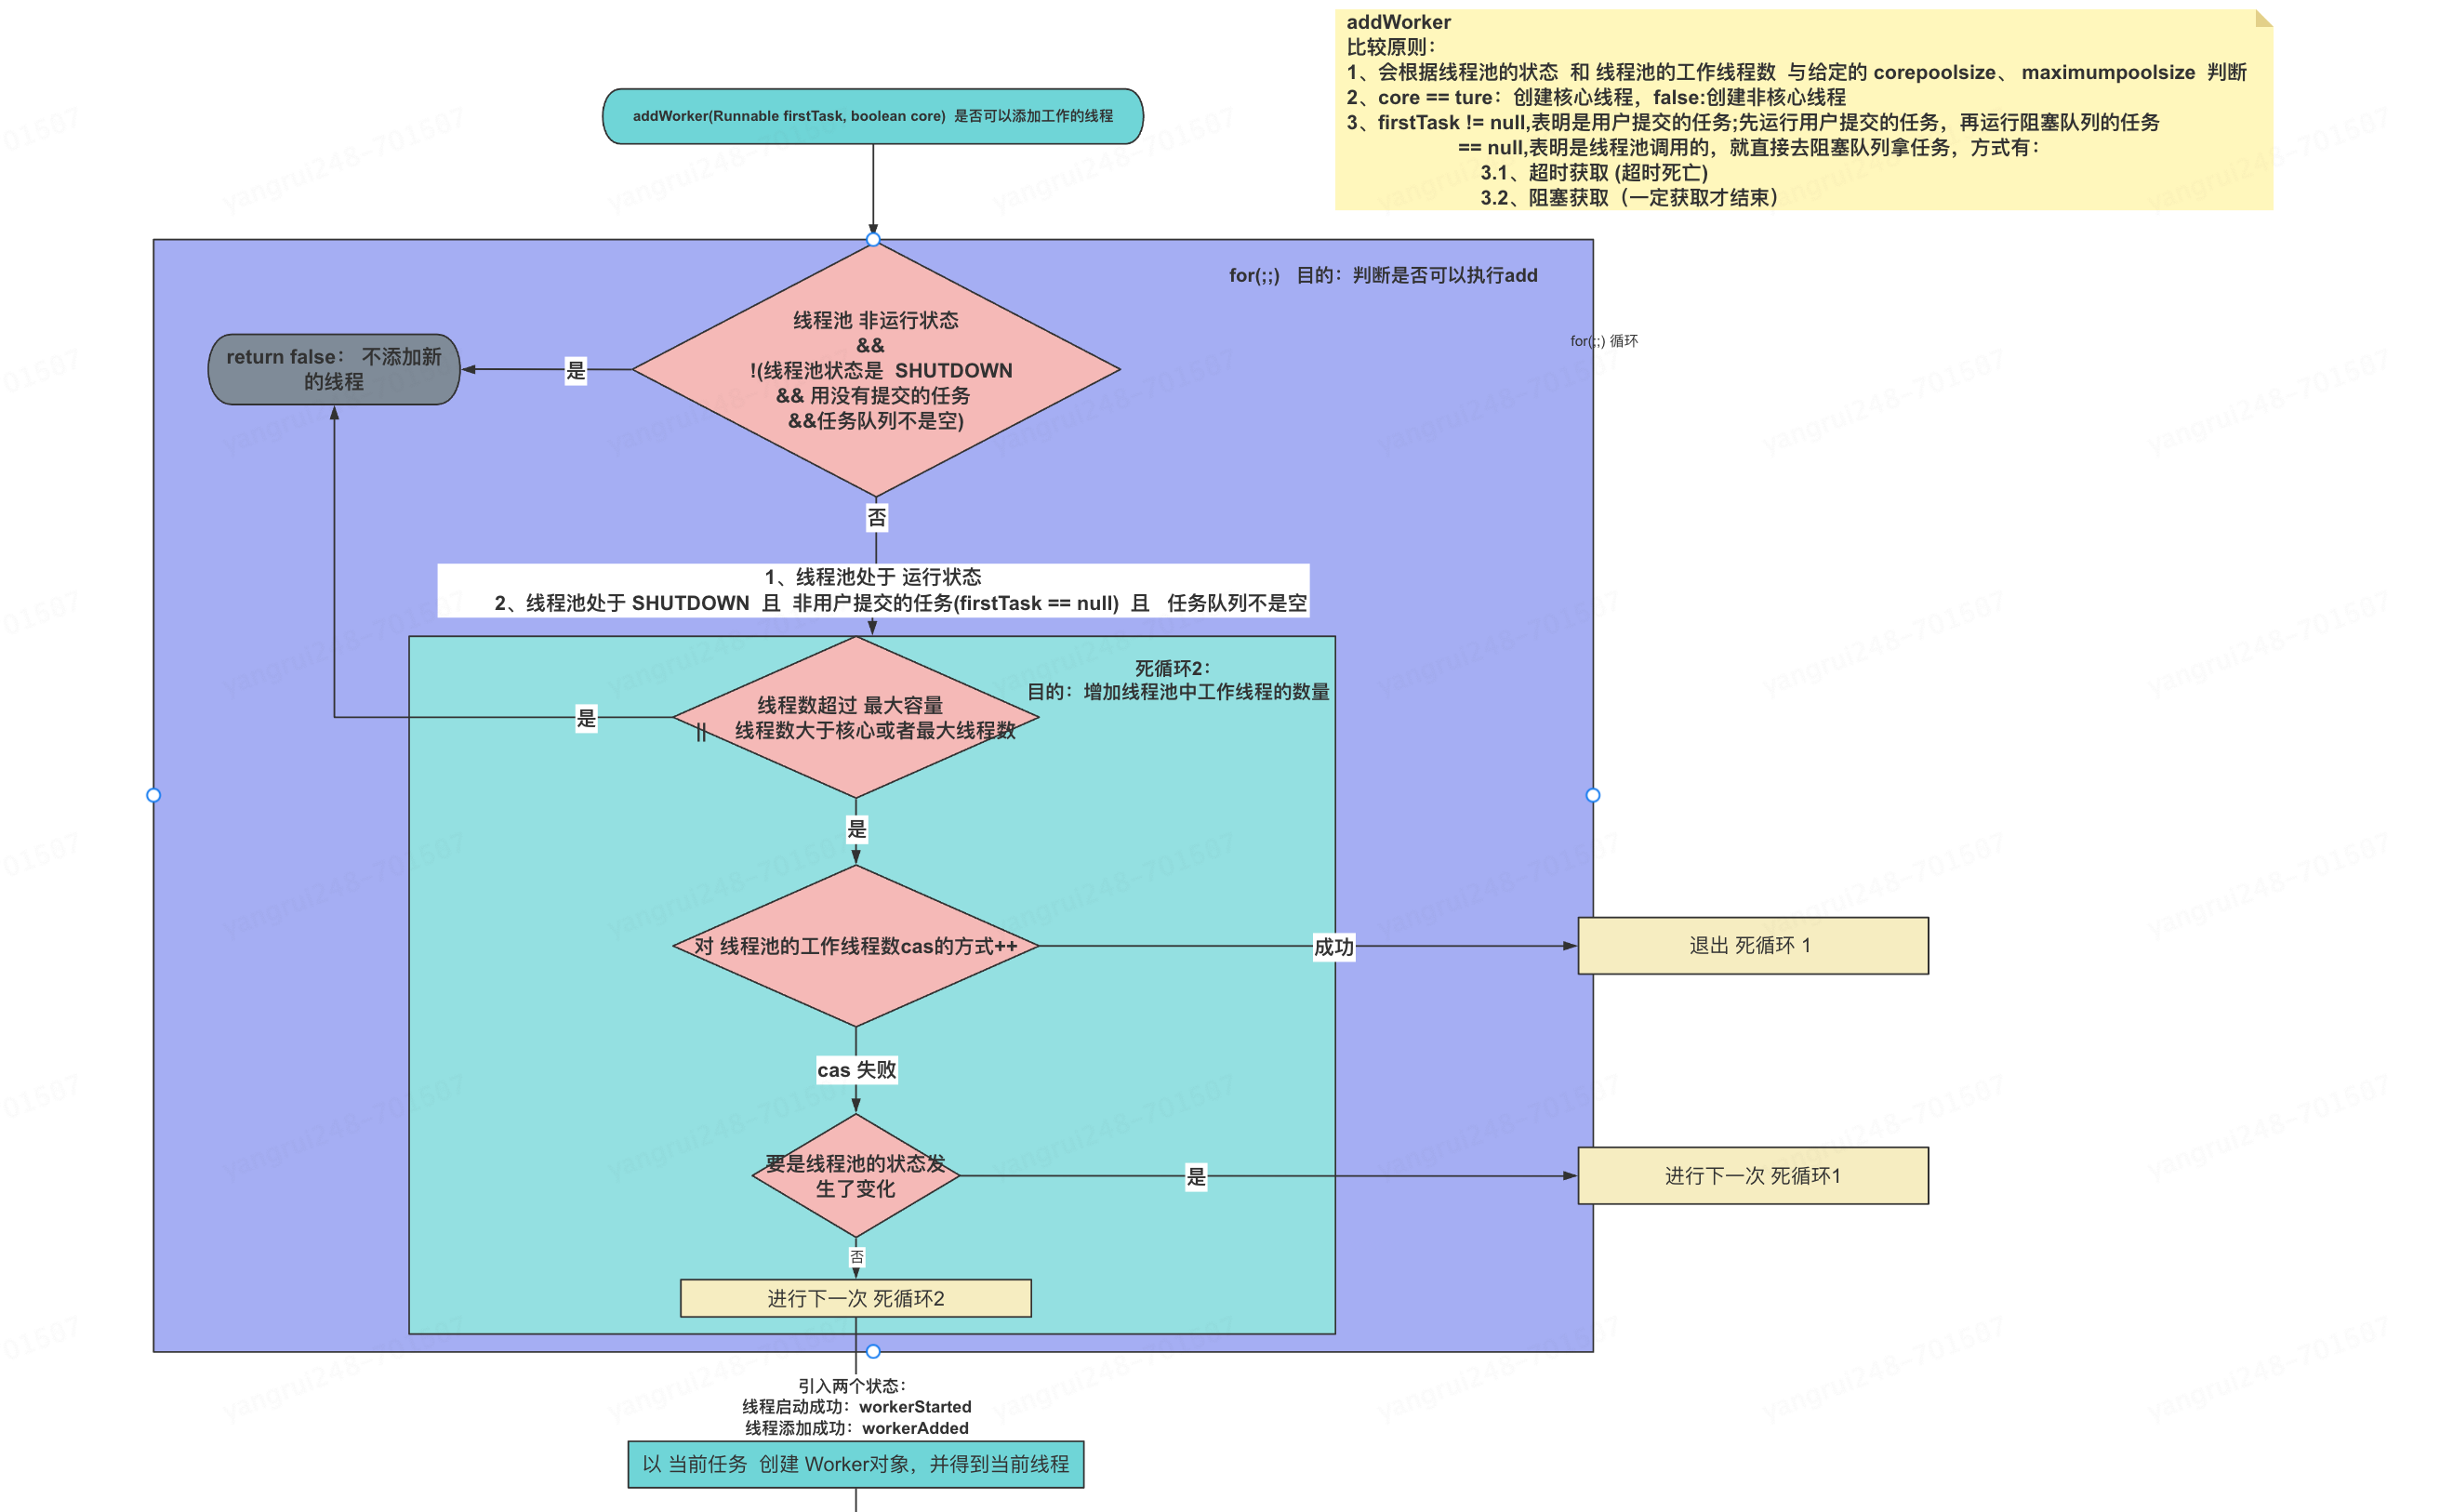 addWorker
比较原则：
1、会根据线程池的状态 和 线程池的工作线程数 与给定的 corepoolsize、 maximumpoolsize 判断
2、core == ture：创建核心线程，false:创建非核心线程
3、firstTask != null,表明是用户提交的任务;先运行用户提交的任务，再运行阻塞队列的任务
== null,表明是线程池调用的，就直接去阻塞队列拿任务，方式有：
3.1、超时获取 (超时死亡)
3.2、阻塞获取（一定获取才结束）
addWorker(Runnable firstTask, boolean core) 是否可以添加工作的线程
for(;;) 目的：判断是否可以执行add
for(;;) 循环
线程池 非运行状态
&&
!(线程池状态是 SHUTDOWN
&& 用没有提交的任务
&&任务队列不是空)
是
return false： 不添加新
的线程
否
1、线程池处于 运行状态
2、线程池处于 SHUTDOWN 且 非用户提交的任务(firstTask == null) 且 任务队列不是空
死循环2：
目的：增加线程池中工作线程的数量
线程数超过 最大容量
|| 线程数大于核心或者最大线程数
是
是
对 线程池的工作线程数cas的方式++
成功
退出 死循环 1
cas 失败
要是线程池的状态发
生了变化
是
进行下一次 死循环1
否
进行下一次 死循环2
引入两个状态：
线程启动成功：workerStarted
线程添加成功：workerAdded
以 当前任务 创建 Worker对象，并得到当前线程
yangrui248-701507